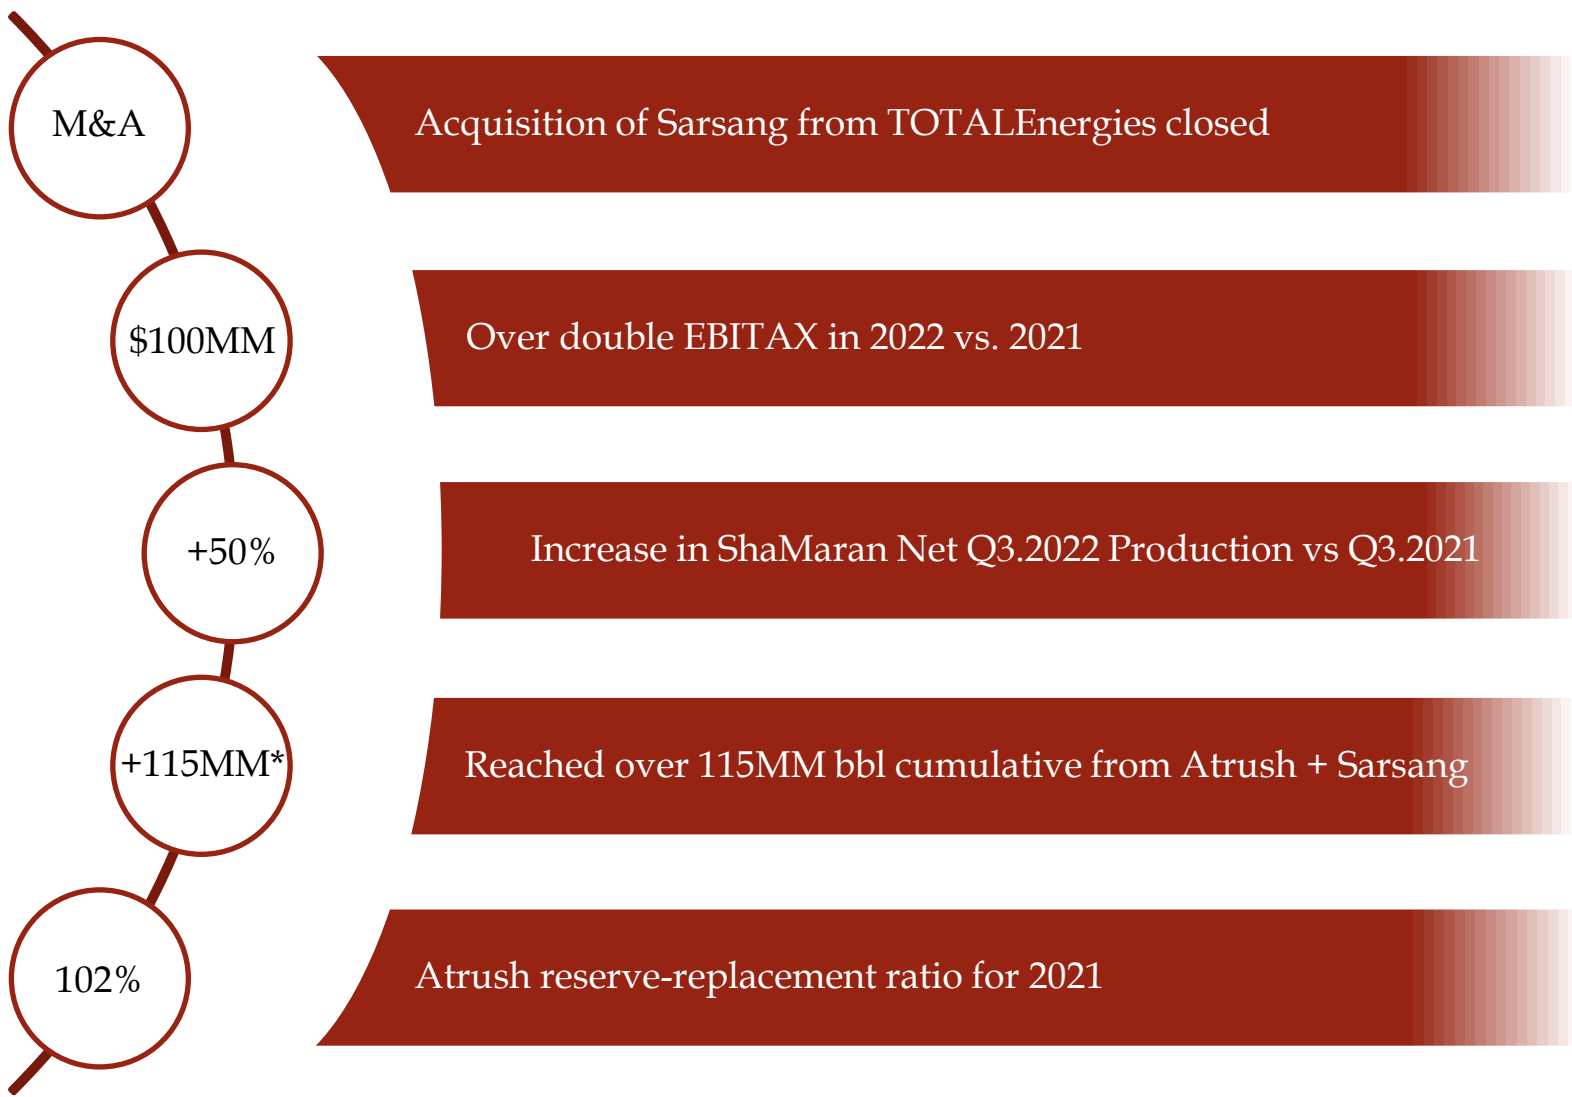 M&A
Acquisition of Sarsang from TOTALEnergies closed
$100MM
Over double EBITAX in 2022 vs. 2021
+50%
Increase in ShaMaran Net Q3.2022 Production vs Q3.2021
+115MM*
Reached over 115MM bbl cumulative from Atrush + Sarsang
102%
Atrush reserve-replacement ratio for 2021